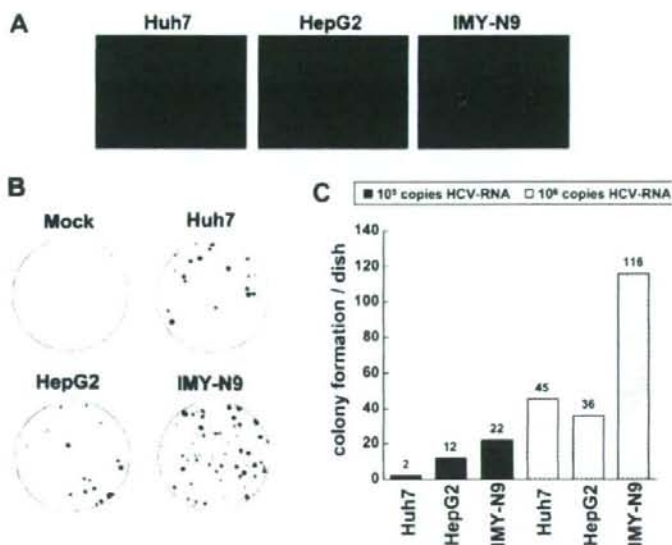 A
Huh7 HepG2 IMY-N9
B
Mock Huh7
HepG2 IMY-N9
C
10⁵ copies HCV-RNA 10⁶ copies HCV-RNA
colony formation / dish
140
120
100
80
60
40
20
0
2 12 22 45 36 116
Huh7 HepG2 IMY-N9 Huh7 HepG2 IMY-N9